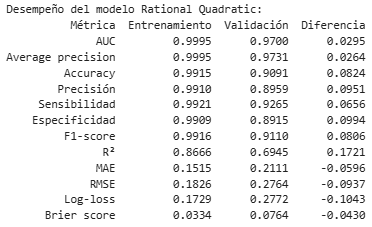 Desempeño del modelo Rational Quadratic:
Métrica Entrenamiento Validación Diferencia
AUC 0.9995 0.9700 0.0295
Average precision 0.9995 0.9731 0.0264
Accuracy 0.9915 0.9091 0.0824
Precisión 0.9910 0.8959 0.0951
Sensibilidad 0.9921 0.9265 0.0656
Especificidad 0.9909 0.8915 0.0994
F1-score 0.9916 0.9110 0.0806
R² 0.8666 0.6945 0.1721
MAE 0.1515 0.2111 -0.0596
RMSE 0.1826 0.2764 -0.0937
Log-loss 0.1729 0.2772 -0.1043
Brier score 0.0334 0.0764 -0.0430